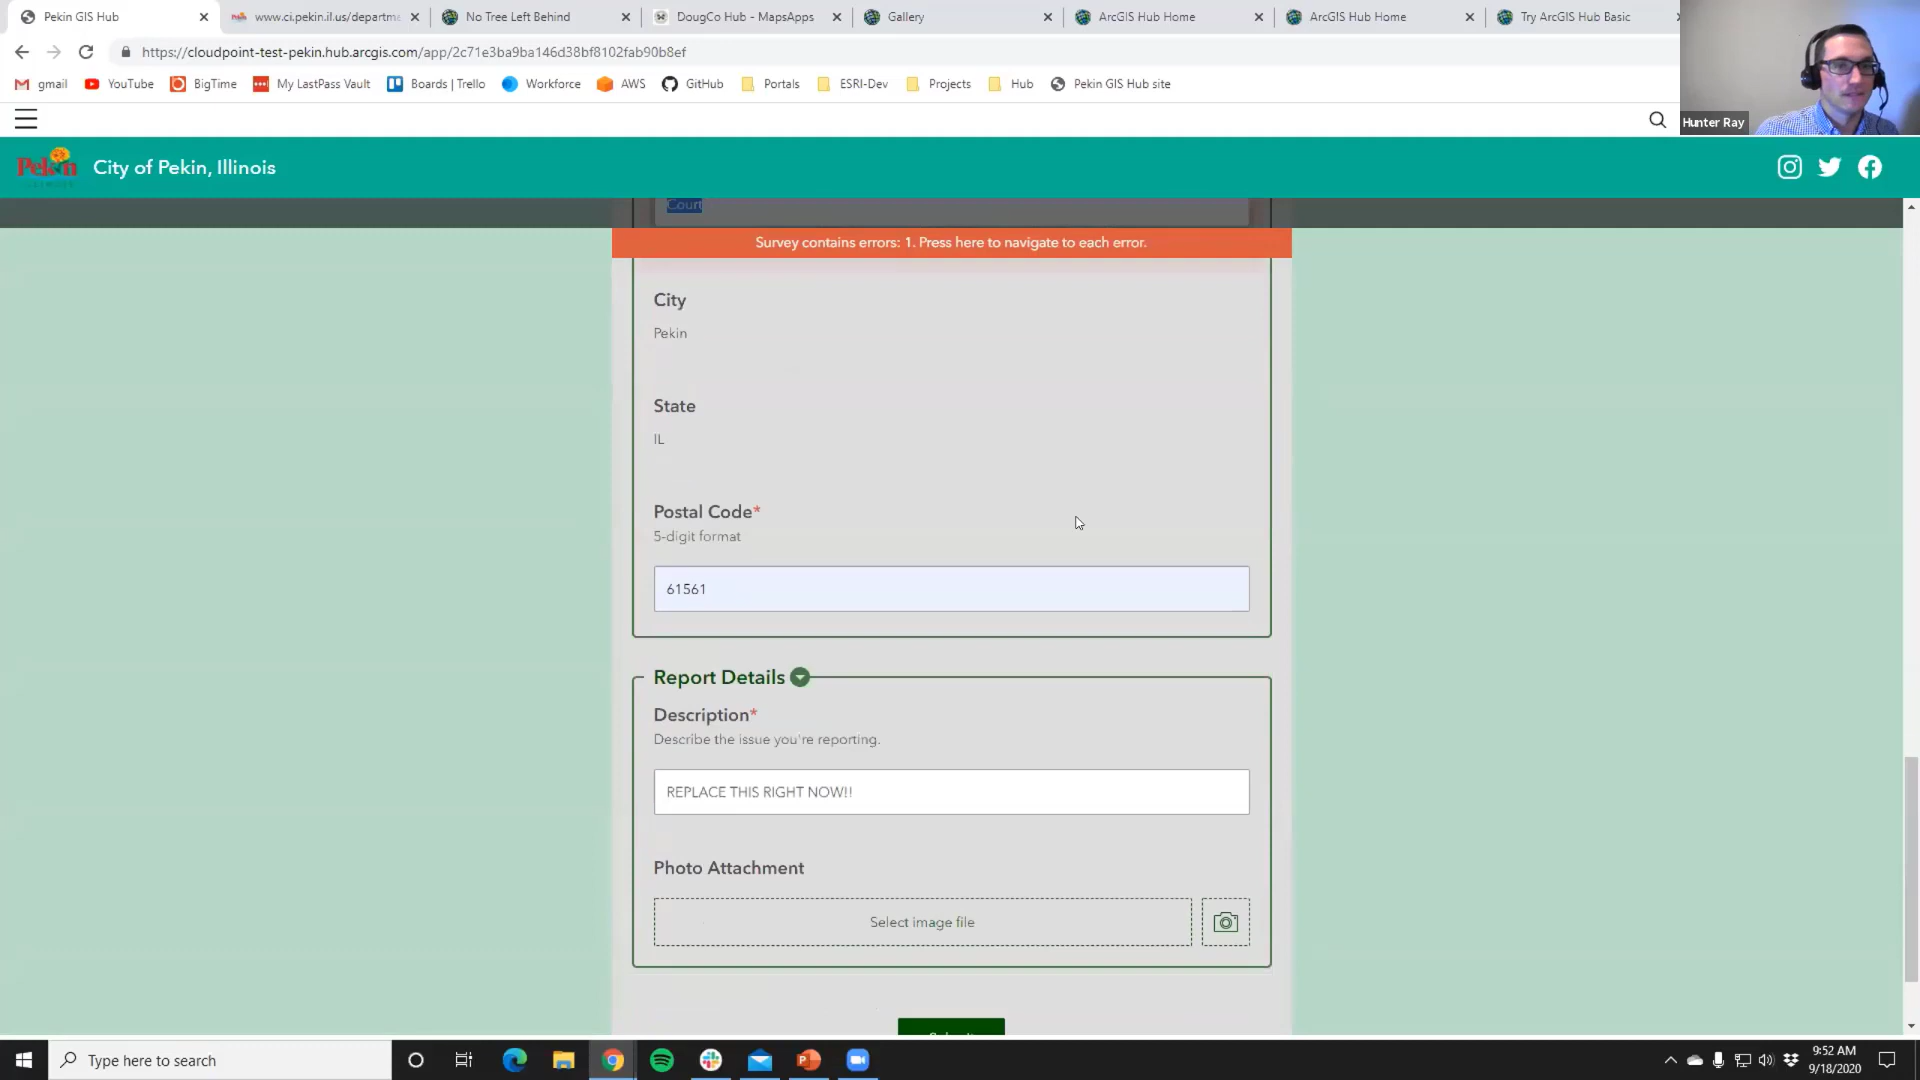 Pekin GIS Hub
www.ci.pekin.il.us/departme
No Tree Left Behind
DougCo Hub - MapsApps
Gallery
ArcGIS Hub Home
ArcGIS Hub Home
Try ArcGIS Hub Basic
https://cloudpoint-test-pekin.hub.arcgis.com/app/2c71e3ba9ba146d38bf8102fab90b8ef
gmail
YouTube
BigTime
My LastPass Vault
Boards | Trello
Workforce
AWS
GitHub
Portals
ESRI-Dev
Projects
Hub
Pekin GIS Hub site
Hunter Ray
Pekin
City of Pekin, Illinois
Court
Survey contains errors: 1. Press here to navigate to each error.
City
Pekin
State
IL
Postal Code*
5-digit format
61561
Report Details
Description*
Describe the issue you're reporting.
REPLACE THIS RIGHT NOW!!
Photo Attachment
Select image file
Type here to search
9:52 AM
9/18/2020